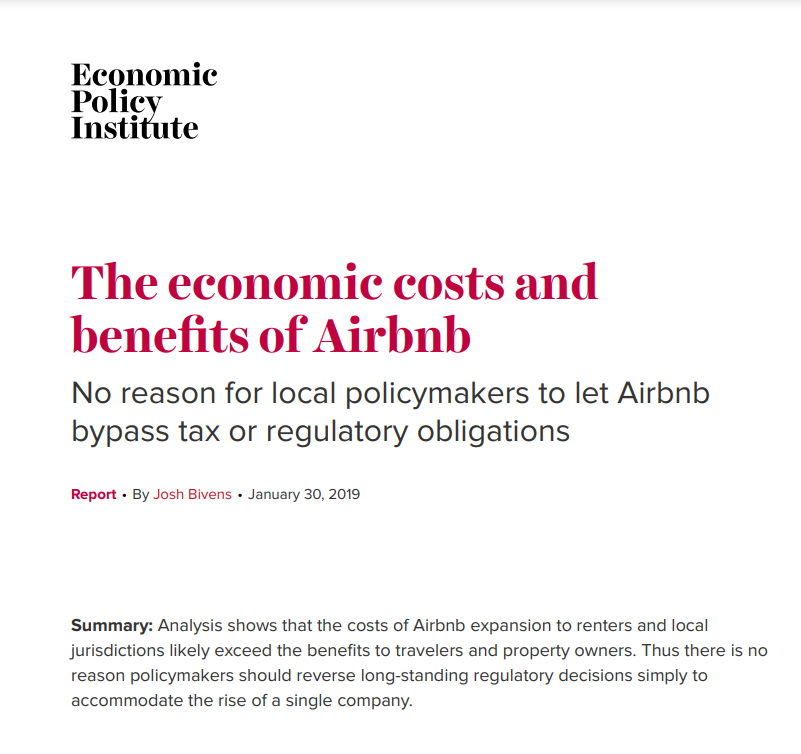 Economic
Policy
Institute
The economic costs and
benefits of Airbnb
No reason for local policymakers to let Airbnb
bypass tax or regulatory obligations
Report • By Josh Bivens • January 30, 2019
Summary: Analysis shows that the costs of Airbnb expansion to renters and local
jurisdictions likely exceed the benefits to travelers and property owners. Thus there is no
reason policymakers should reverse long-standing regulatory decisions simply to
accommodate the rise of a single company.